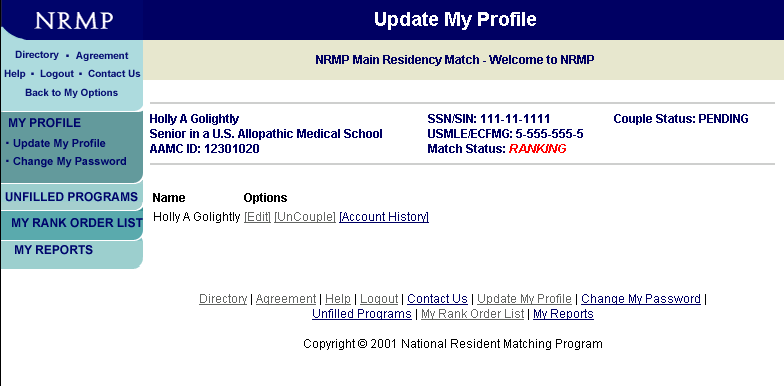 NRMP
Update My Profile
Directory • Agreement
Help • Logout • Contact Us
Back to My Options
NRMP Main Residency Match - Welcome to NRMP
MY PROFILE
• Update My Profile
• Change My Password
UNFILLED PROGRAMS
MY RANK ORDER LIST
MY REPORTS
Holly A Golightly SSN/SIN: 111-11-1111 Couple Status: PENDING
Senior in a U.S. Allopathic Medical School USMLE/ECFMG: 5-555-555-5
AAMC ID: 12301020 Match Status: RANKING
Name Options
Holly A Golightly [Edit] [UnCouple] [Account History]
Directory | Agreement | Help | Logout | Contact Us | Update My Profile | Change My Password |
Unfilled Programs | My Rank Order List | My Reports
Copyright © 2001 National Resident Matching Program